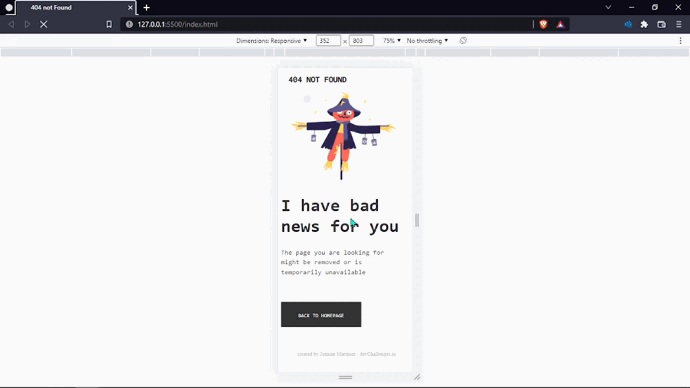 404 not Found
127.0.0.1:5500/index.html
Dimensions: Responsive
352
×
803
75%
No throttling
404 NOT FOUND
I have bad
news for you
The page you are looking for
might be removed or is
temporarily unavailable
BACK TO HOMEPAGE
created by
- devChallenges.io